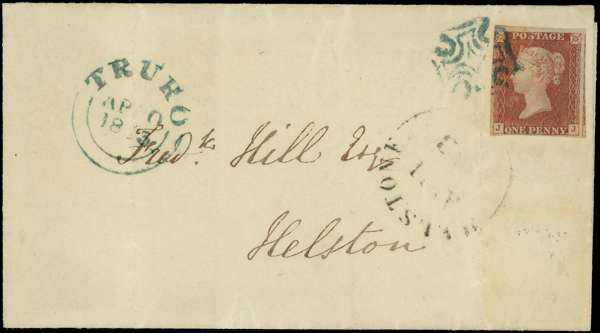 POSTAGE
J J
ONE PENNY
TRURO
AP
18
Fredk. Hill Esq
HELSTON
Helston